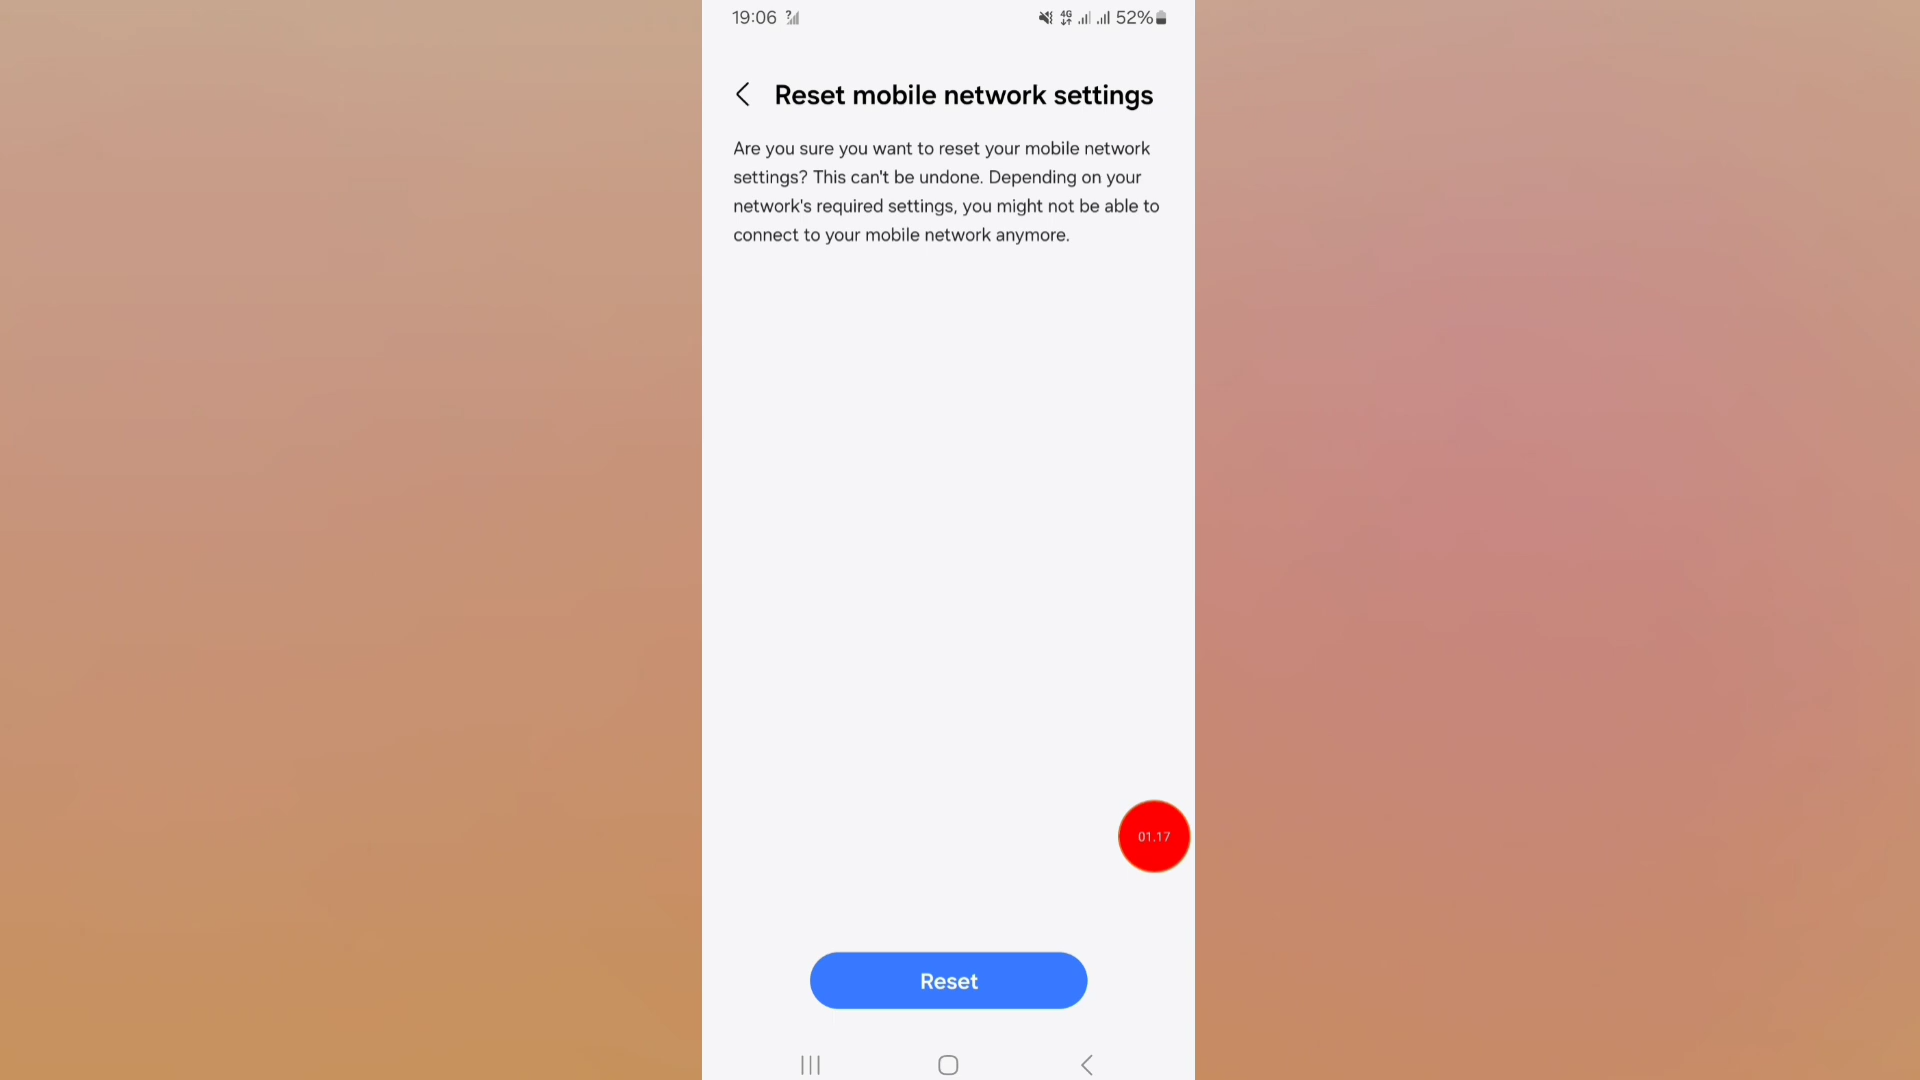 19:06 4G 52%
Reset mobile network settings
Are you sure you want to reset your mobile network
settings? This can't be undone. Depending on your
network's required settings, you might not be able to
connect to your mobile network anymore.
01.17
Reset